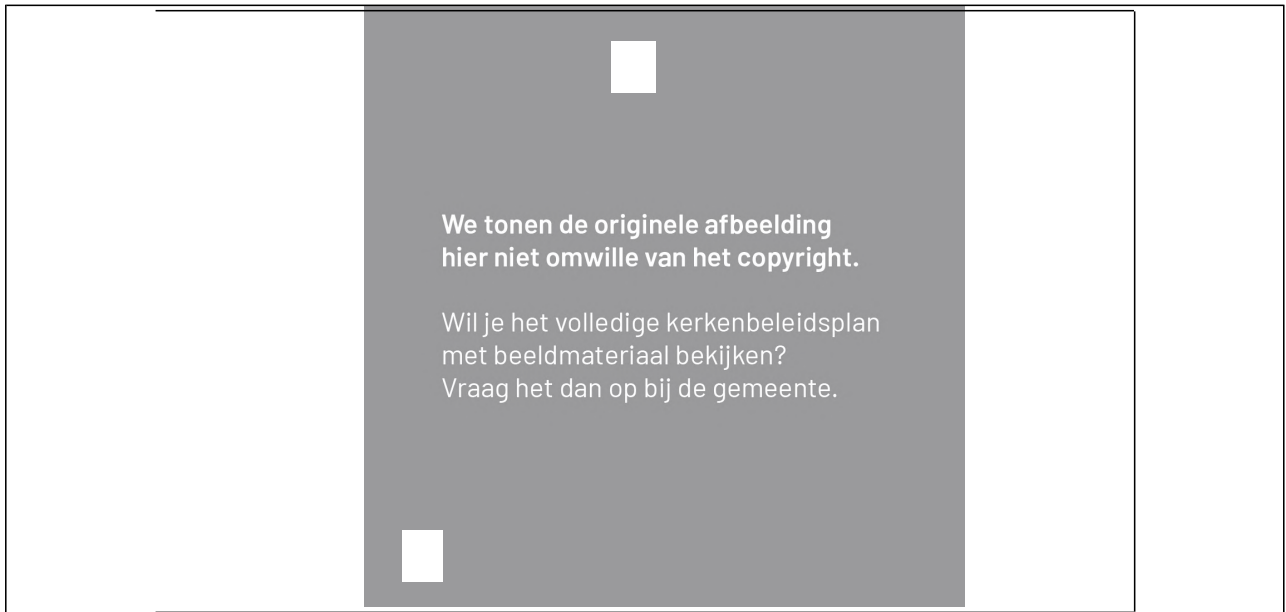 We tonen de originele afbeelding
hier niet omwille van het copyright.
Wil je het volledige kerkenbeleidsplan
met beeldmateriaal bekijken?
Vraag het dan op bij de gemeente.